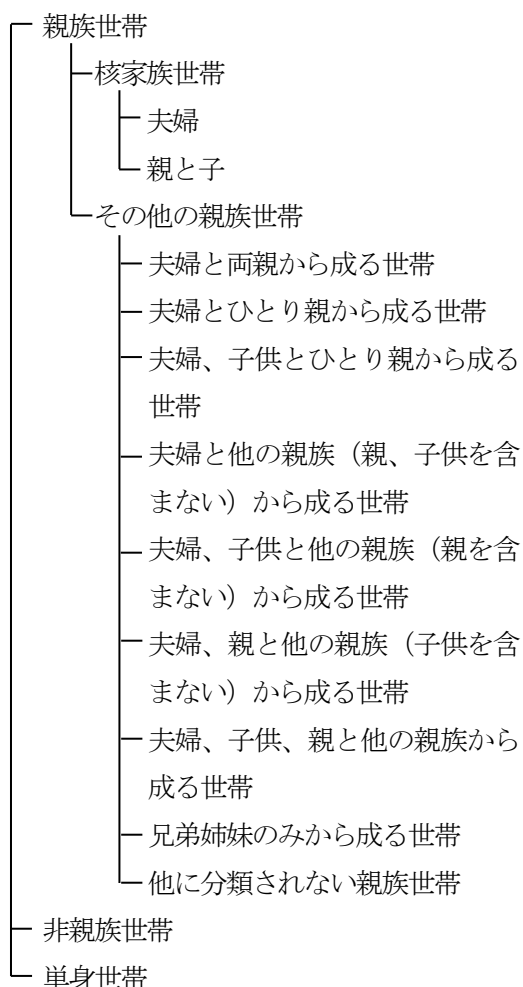 親族世帯
核家族世帯
夫婦
親と子
その他の親族世帯
夫婦と両親から成る世帯
夫婦とひとり親から成る世帯
夫婦、子供とひとり親から成る
世帯
夫婦と他の親族（親、子供を含
まない）から成る世帯
夫婦、子供と他の親族（親を含
まない）から成る世帯
夫婦、親と他の親族（子供を含
まない）から成る世帯
夫婦、子供、親と他の親族から
成る世帯
兄弟姉妹のみから成る世帯
他に分類されない親族世帯
非親族世帯
単身世帯